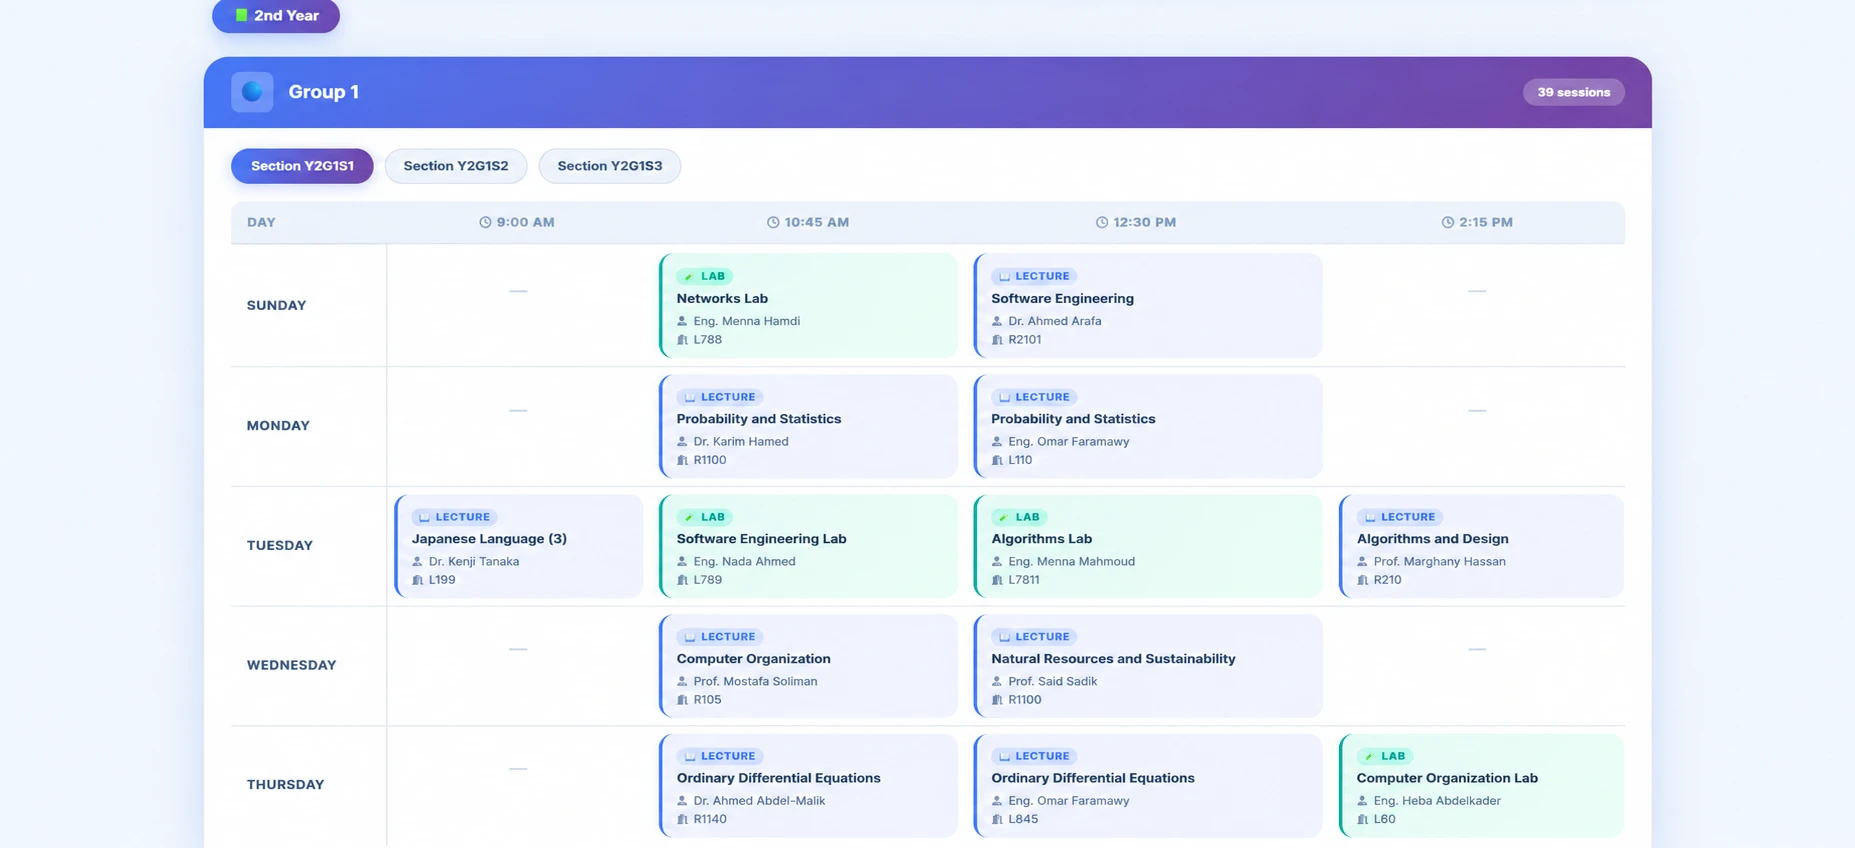 2nd Year
Group 1
39 sessions
Section Y2G1S1
Section Y2G1S2
Section Y2G1S3
DAY
9:00 AM
10:45 AM
12:30 PM
2:15 PM
SUNDAY
—
LAB
Networks Lab
Eng. Menna Hamdi
L788
LECTURE
Software Engineering
Dr. Ahmed Arafa
R2101
—
MONDAY
—
LECTURE
Probability and Statistics
Dr. Karim Hamed
R1100
LECTURE
Probability and Statistics
Eng. Omar Faramawy
L110
—
TUESDAY
LECTURE
Japanese Language (3)
Dr. Kenji Tanaka
L199
LAB
Software Engineering Lab
Eng. Nada Ahmed
L789
LAB
Algorithms Lab
Eng. Menna Mahmoud
L7811
LECTURE
Algorithms and Design
Prof. Marghany Hassan
R210
WEDNESDAY
—
LECTURE
Computer Organization
Prof. Mostafa Soliman
R105
LECTURE
Natural Resources and Sustainability
Prof. Said Sadik
R1100
—
THURSDAY
—
LECTURE
Ordinary Differential Equations
Dr. Ahmed Abdel-Malik
R1140
LECTURE
Ordinary Differential Equations
Eng. Omar Faramawy
L845
LAB
Computer Organization Lab
Eng. Heba Abdelkader
L60